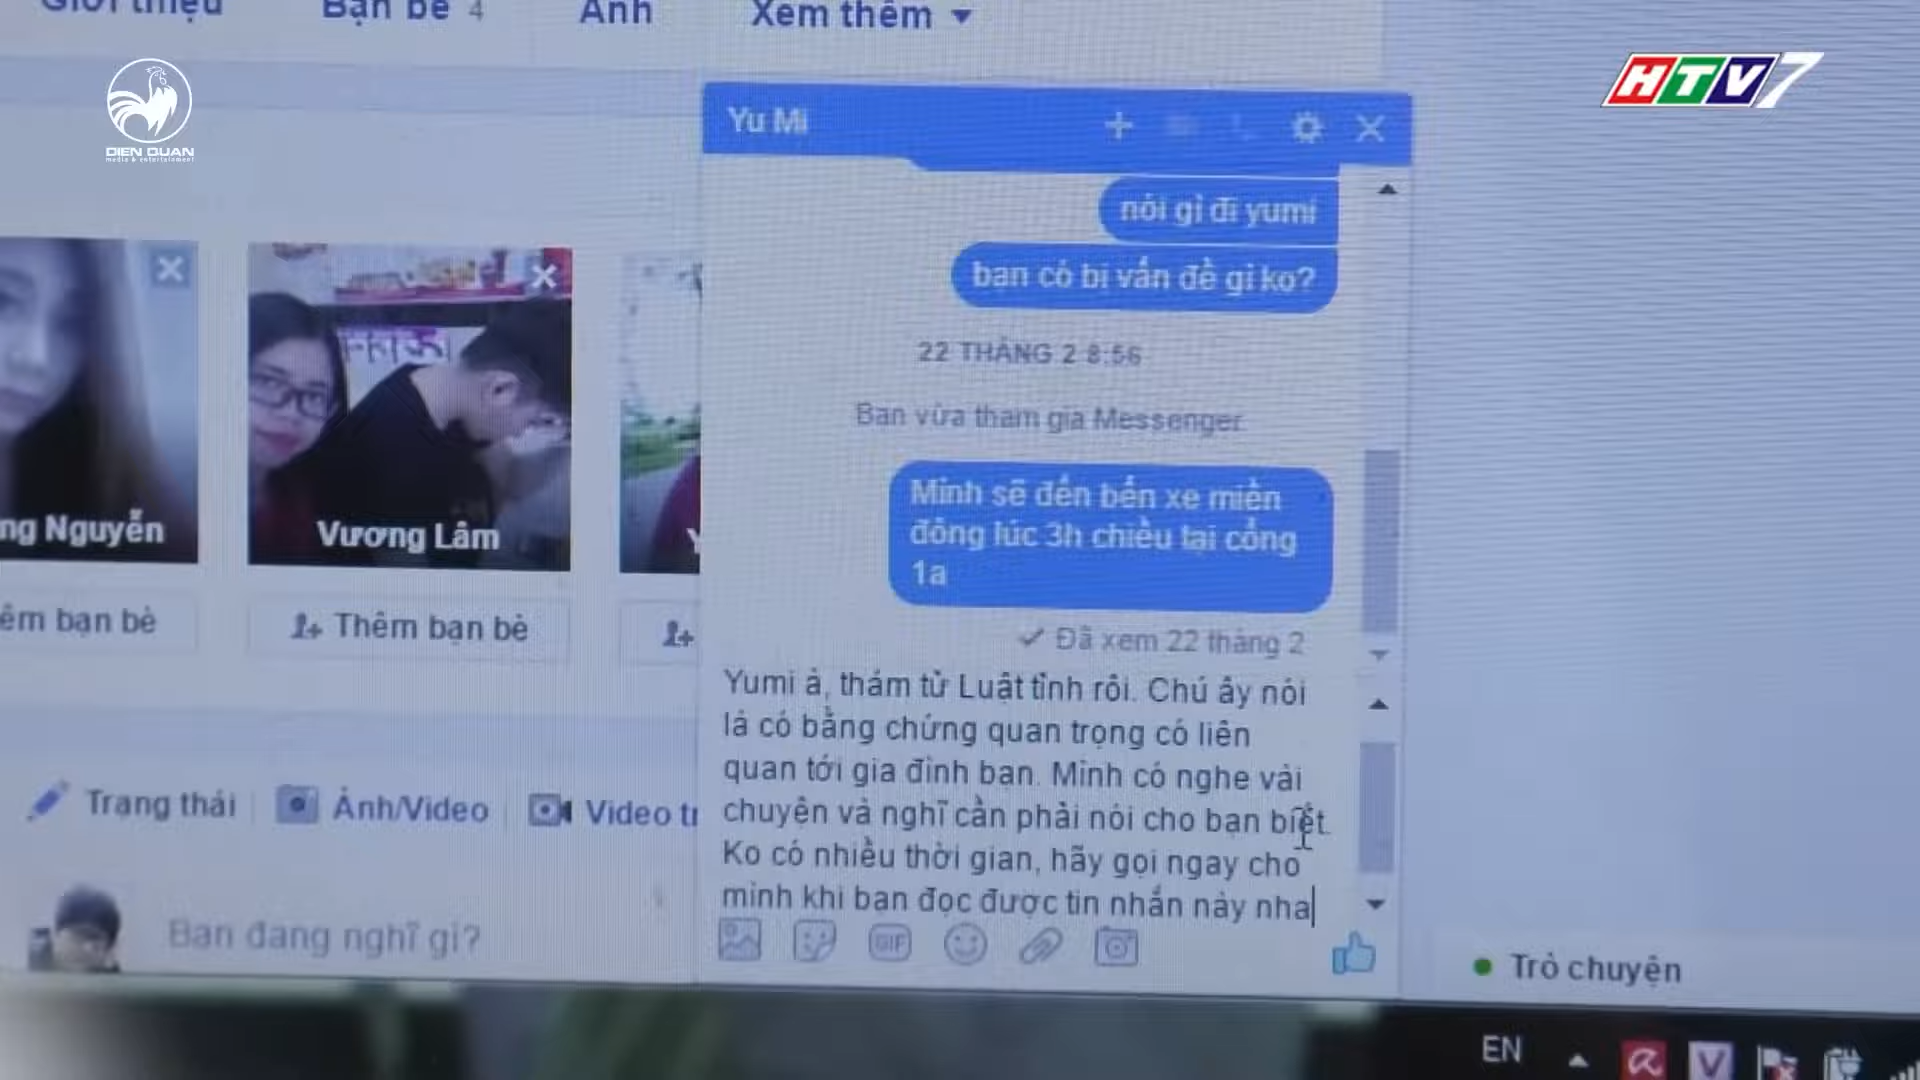 Giới thiệu
Bạn bè 4
Ảnh
Xem thêm
DIEN QUAN
media & entertainment
HTV7
Yu Mi
nói gì đi yumi
bạn có bị vấn đề gì ko?
22 THÁNG 2 8:56
Bạn vừa tham gia Messenger.
Mình sẽ đến bến xe miền
đông lúc 3h chiều tại cổng
1a
Đã xem 22 tháng 2
Yumi à, thám tử Luật tỉnh rồi. Chú ấy nói
là có bằng chứng quan trọng có liên
quan tới gia đình bạn. Mình có nghe vài
chuyện và nghĩ cần phải nói cho bạn biết.
Ko có nhiều thời gian, hãy gọi ngay cho
mình khi bạn đọc được tin nhắn này nha
GIF
ng Nguyễn
Vương Lâm
êm bạn bè
Thêm bạn bè
Trạng thái
Ảnh/Video
Video tr
Bạn đang nghĩ gì?
Trò chuyện
EN